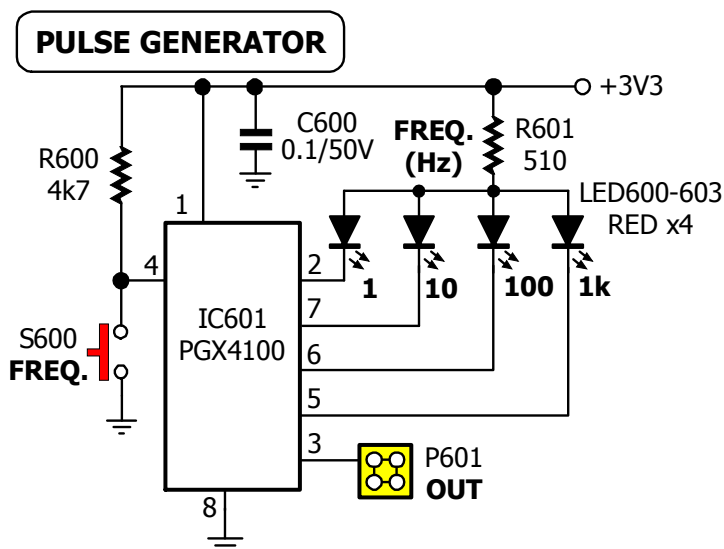 PULSE GENERATOR
+3V3
C600
0.1/50V
FREQ.
(Hz)
R601
510
R600
4k7
LED600-603
RED x4
1
4
2
1
10
100
1k
7
IC601
PGX4100
S600
FREQ.
6
5
3
P601
OUT
8